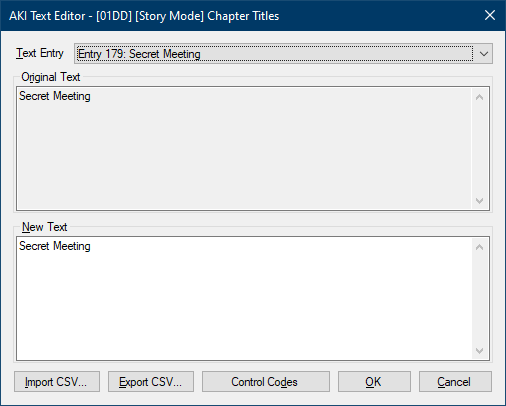 AKI Text Editor - [01DD] [Story Mode] Chapter Titles
Text Entry
Entry 179: Secret Meeting
Original Text
Secret Meeting
New Text
Secret Meeting
Import CSV...
Export CSV...
Control Codes
OK
Cancel